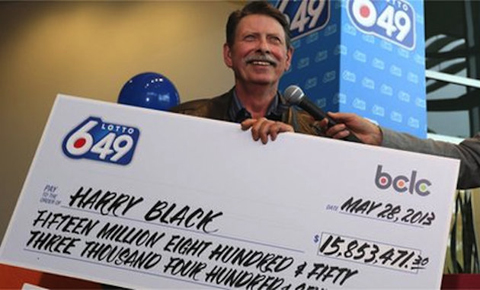 LOTTO
649
LOTTO
649
bclc
PAY
TO THE
ORDER OF
HARRY BLACK
DATE MAY 28, 2013
FIFTEEN MILLION EIGHT HUNDRED & FIFTY
$15,853,471.30
THREE THOUSAND FOUR HUNDRED &